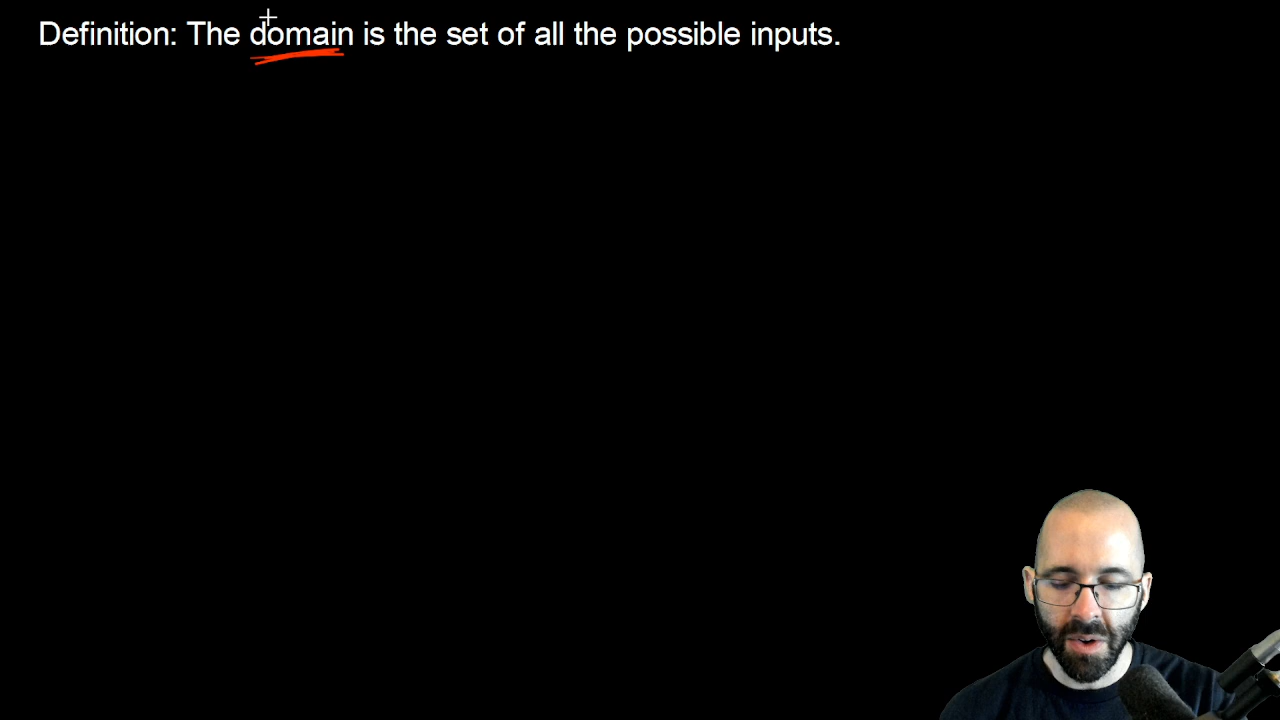 Definition: The domain is the set of all the possible inputs.